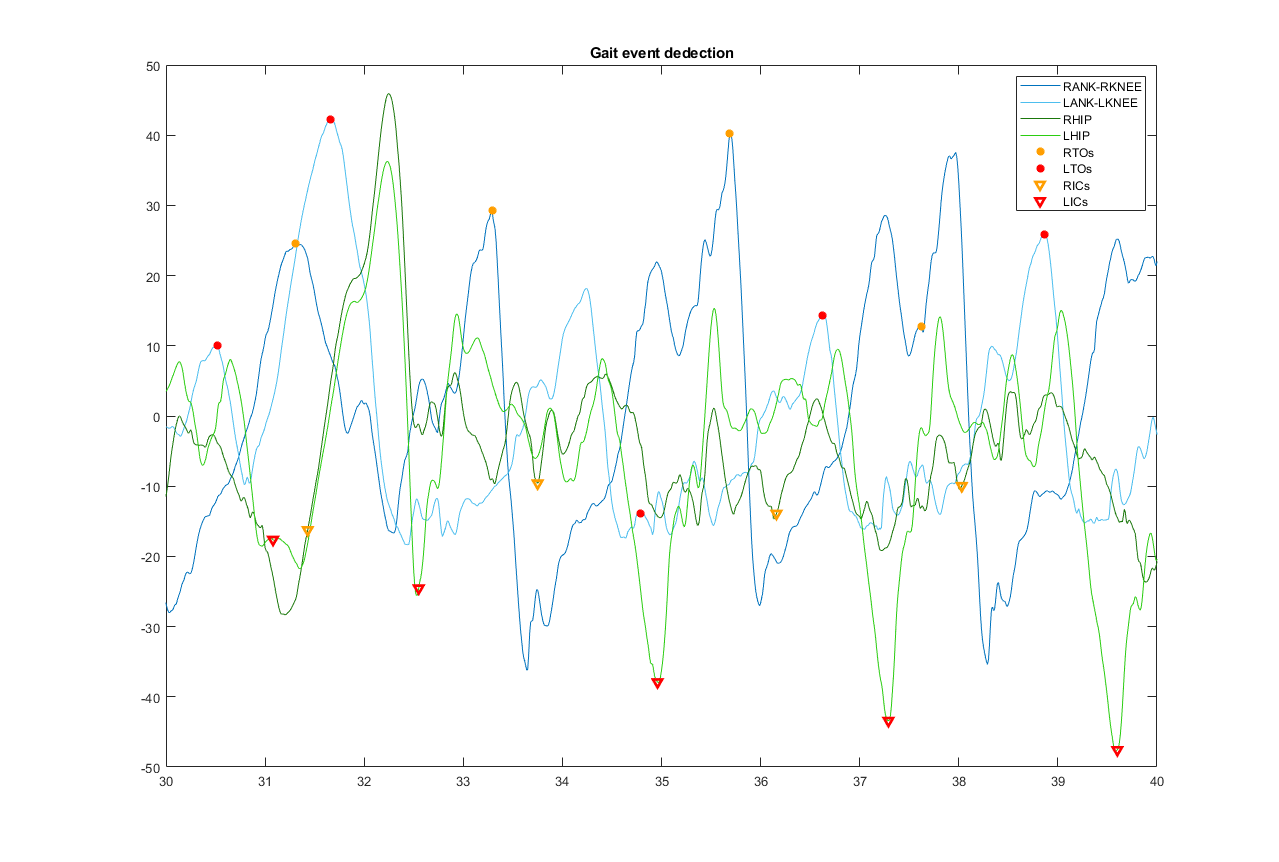 Gait event dedection
50
40
30
20
10
0
-10
-20
-30
-40
-50
30 31 32 33 34 35 36 37 38 39 40
RANK-RKNEE
LANK-LKNEE
RHIP
LHIP
RTOs
LTOs
RICs
LICs